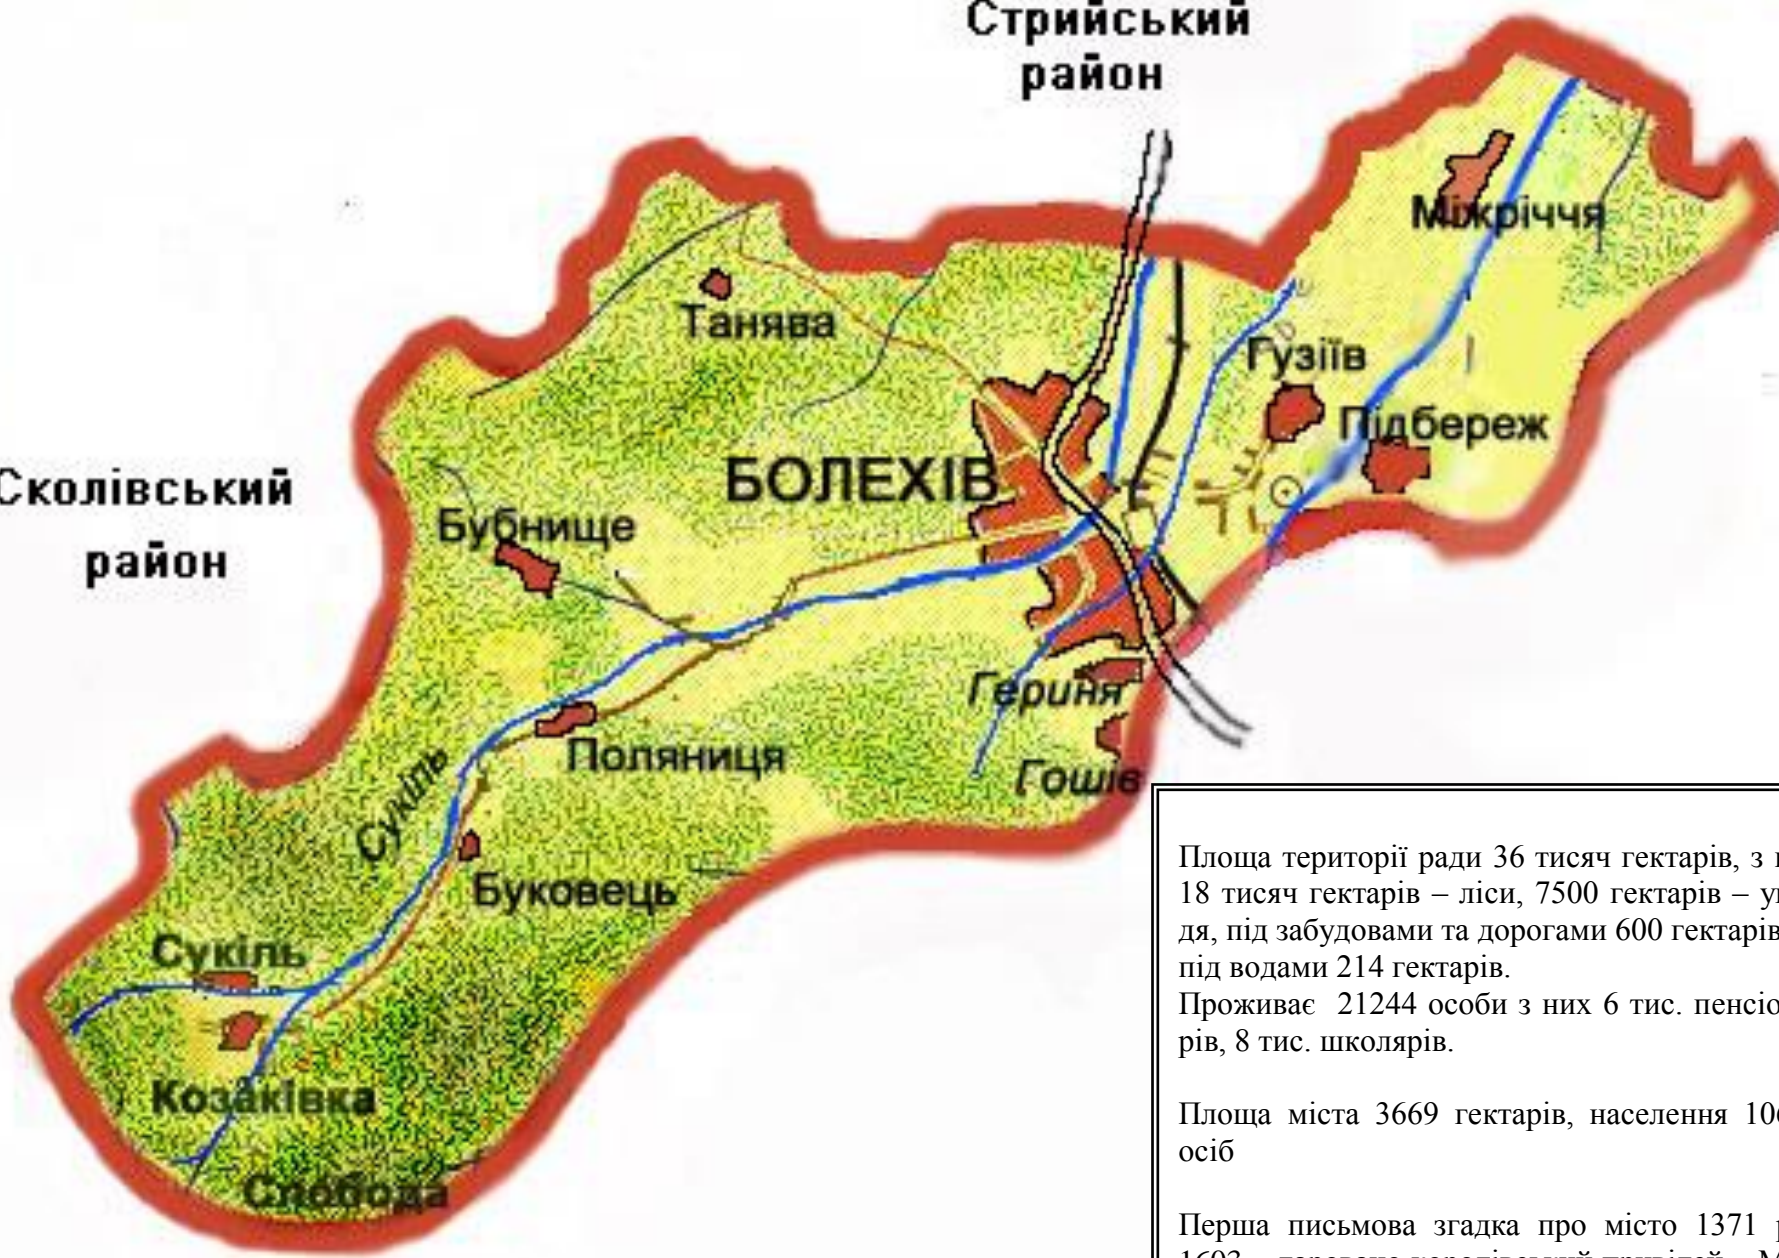 Стрийський
район
Міжріччя
Танява
Гузіїв
Підбереж
БОЛЕХІВ
Сколівський
район
Бубнище
Гериня
Поляниця
Гошів
Сукіль
Буковець
Сукіль
Козаківка
Слобода
Площа території ради 36 тисяч гектарів, з
18 тисяч гектарів – ліси, 7500 гектарів –
дя, під забудовами та дорогами 600 гектарів
під водами 214 гектарів.
Проживає 21244 особи з них 6 тис. пенсіо
рів, 8 тис. школярів.
Площа міста 3669 гектарів, населення
осіб
Перша письмова згадка про місто 1371